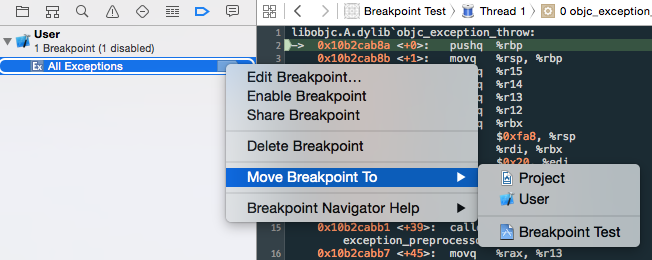 User
1 Breakpoint (1 disabled)
Ex All Exceptions
Breakpoint Test 〉 Thread 1 〉 0 objc_exception_
1 libobjc.A.dylib`objc_exception_throw:
2 -> 0x10b2cab8a <+0>: pushq %rbp
3 0x10b2cab8b <+1>: movq %rsp, %rbp
%r15
%r14
%r13
%r12
%rbx
$0xfa8, %rsp
%rdi, %rbx
$0x20, %edi
Edit Breakpoint...
Enable Breakpoint
Share Breakpoint
Delete Breakpoint
Move Breakpoint To
Breakpoint Navigator Help
Project
User
Breakpoint Test
15 0x10b2cabb1 <+39>: call
exception_preprocesso
16 0x10b2cabb7 <+45>: movq %rax, %r13